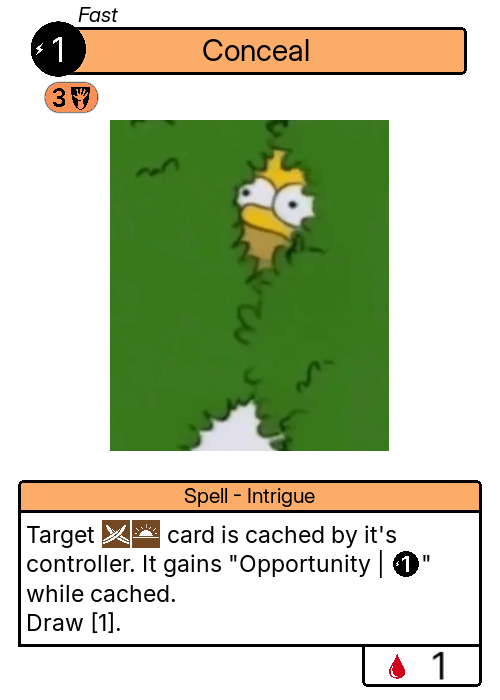 Fast
1
Conceal
3
Spell - Intrigue
Target card is cached by it's
controller. It gains "Opportunity | 1"
while cached.
Draw [1].
1